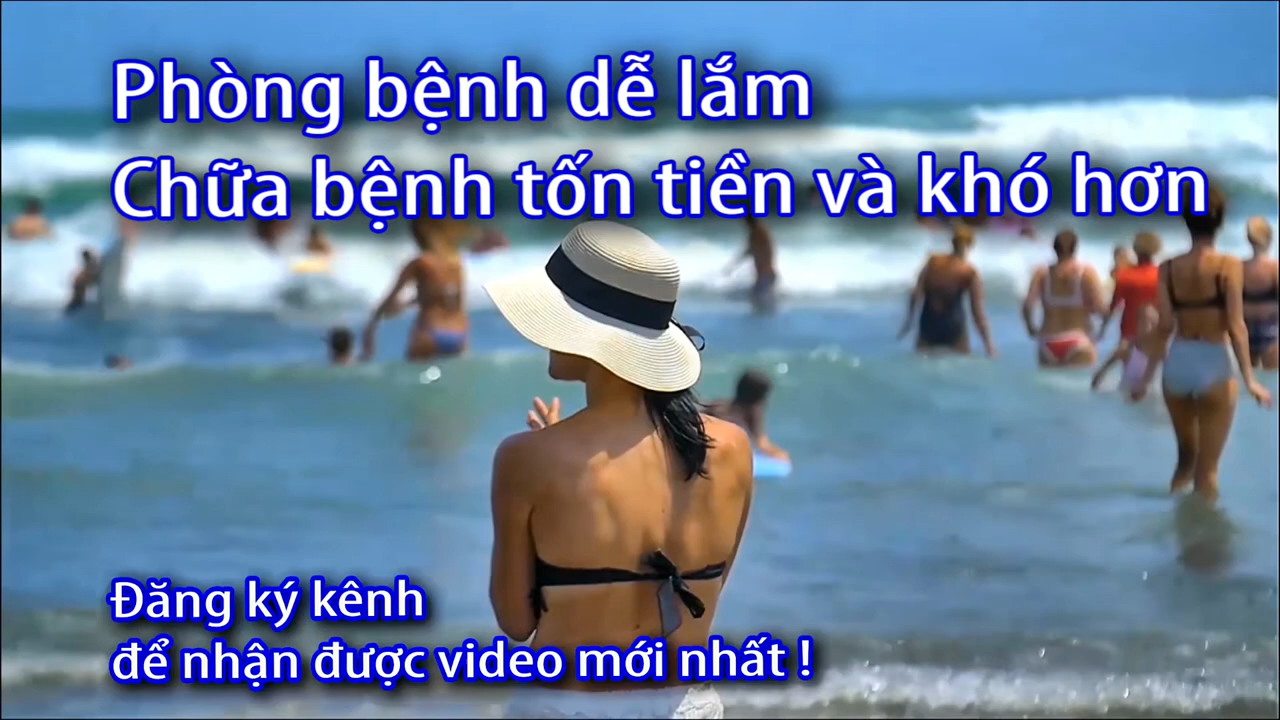 Phòng bệnh dễ lắm
Chữa bệnh tốn tiền và khó hơn
Đăng ký kênh
để nhận được video mới nhất !